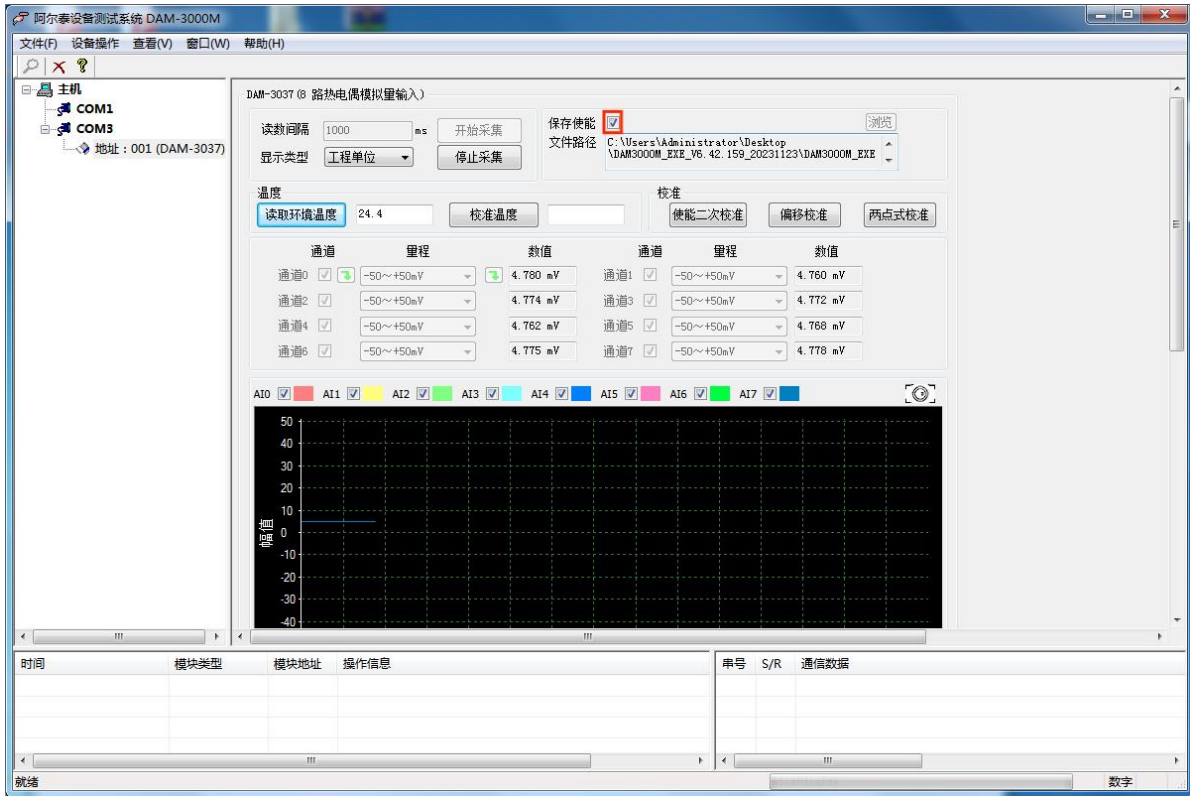 阿尔泰设备测试系统 DAM-3000M
文件(F) 设备操作 查看(V) 窗口(W) 帮助(H)
主机
COM1
COM3
地址：001 (DAM-3037)
DAM-3037(8 路热电偶模拟量输入)
读数间隔 1000 ms 开始采集
显示类型 工程单位 停止采集
保存使能 浏览
文件路径 C:\Users\Administrator\Desktop
\DAM3000M_EXE_V6.42.159_20231123\DAM3000M_EXE
温度
读取环境温度 24.4 校准温度
校准
使能二次校准 偏移校准 两点式校准
通道 量程 数值 通道 量程 数值
通道0 -50～+50mV 4.780 mV 通道1 -50～+50mV 4.760 mV
通道2 -50～+50mV 4.774 mV 通道3 -50～+50mV 4.772 mV
通道4 -50～+50mV 4.762 mV 通道5 -50～+50mV 4.768 mV
通道6 -50～+50mV 4.775 mV 通道7 -50～+50mV 4.778 mV
AI0 AI1 AI2 AI3 AI4 AI5 AI6 AI7
50
40
30
20
10
0
-10
-20
-30
-40
幅值
时间 模块类型 模块地址 操作信息
串号 S/R 通信数据
就绪
数字